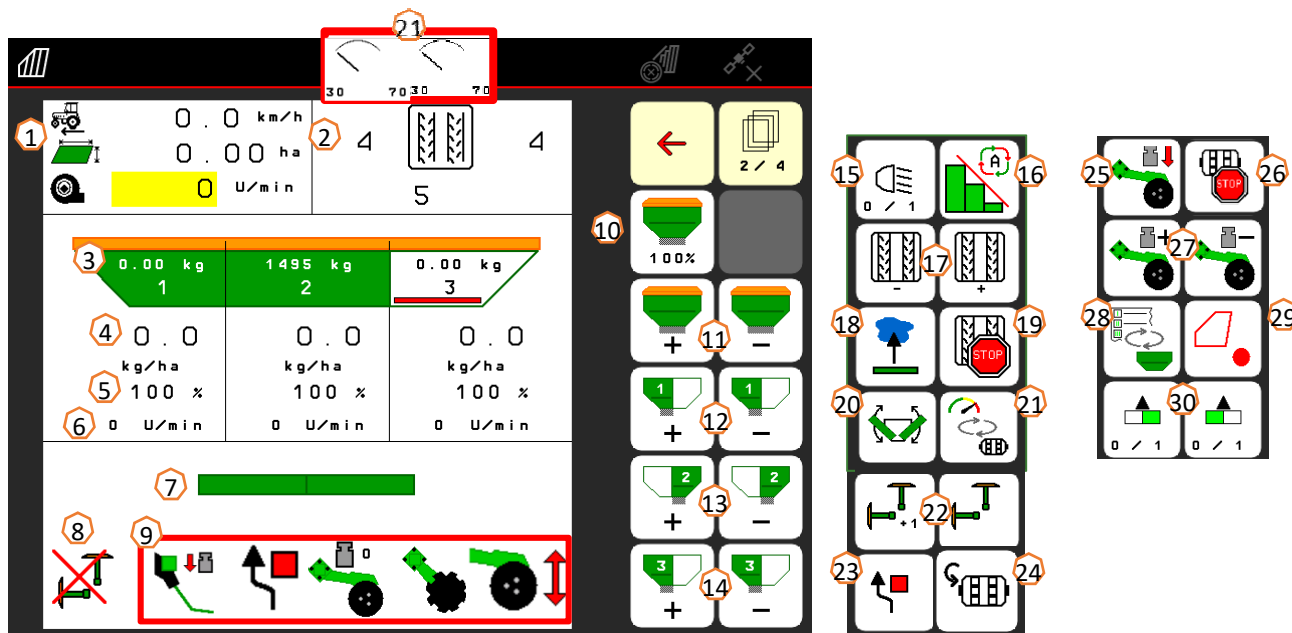 21
30 70 30 70
1
0.0 km/h
0.00 ha
0 U/min
2
4 4
5
2 / 4
3
0.00 kg 1495 kg 0.00 kg
1 2 3
4
0.0 0.0 0.0
kg/ha kg/ha kg/ha
5
100 % 100 % 100 %
6
0 U/min 0 U/min 0 U/min
7
8
9
0
10
100%
11
+ −
12
1 1
+ −
13
2 2
+ −
14
3 3
+ −
15
0 / 1
16
A
17
- +
18
19
STOP
20
21
22
+1
23
24
25
26
STOP
27
+ −
28
29
30
0 / 1 0 / 1